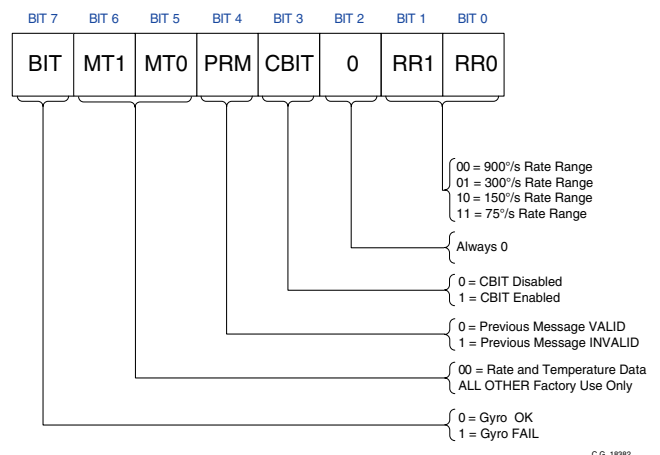 BIT 7 BIT 6 BIT 5 BIT 4 BIT 3 BIT 2 BIT 1 BIT 0
BIT MT1 MT0 PRM CBIT 0 RR1 RR0
00 = 900°/s Rate Range
01 = 300°/s Rate Range
10 = 150°/s Rate Range
11 = 75°/s Rate Range
Always 0
0 = CBIT Disabled
1 = CBIT Enabled
0 = Previous Message VALID
1 = Previous Message INVALID
00 = Rate and Temperature Data
ALL OTHER Factory Use Only
0 = Gyro OK
1 = Gyro FAIL
C.G. 18382